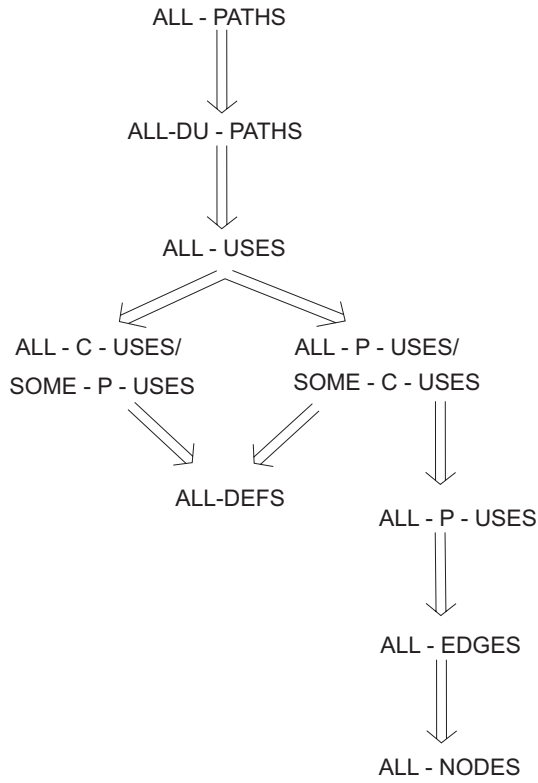 ALL - PATHS
ALL-DU - PATHS
ALL - USES
ALL - C - USES/
SOME - P - USES
ALL - P - USES/
SOME - C - USES
ALL-DEFS
ALL - P - USES
ALL - EDGES
ALL - NODES